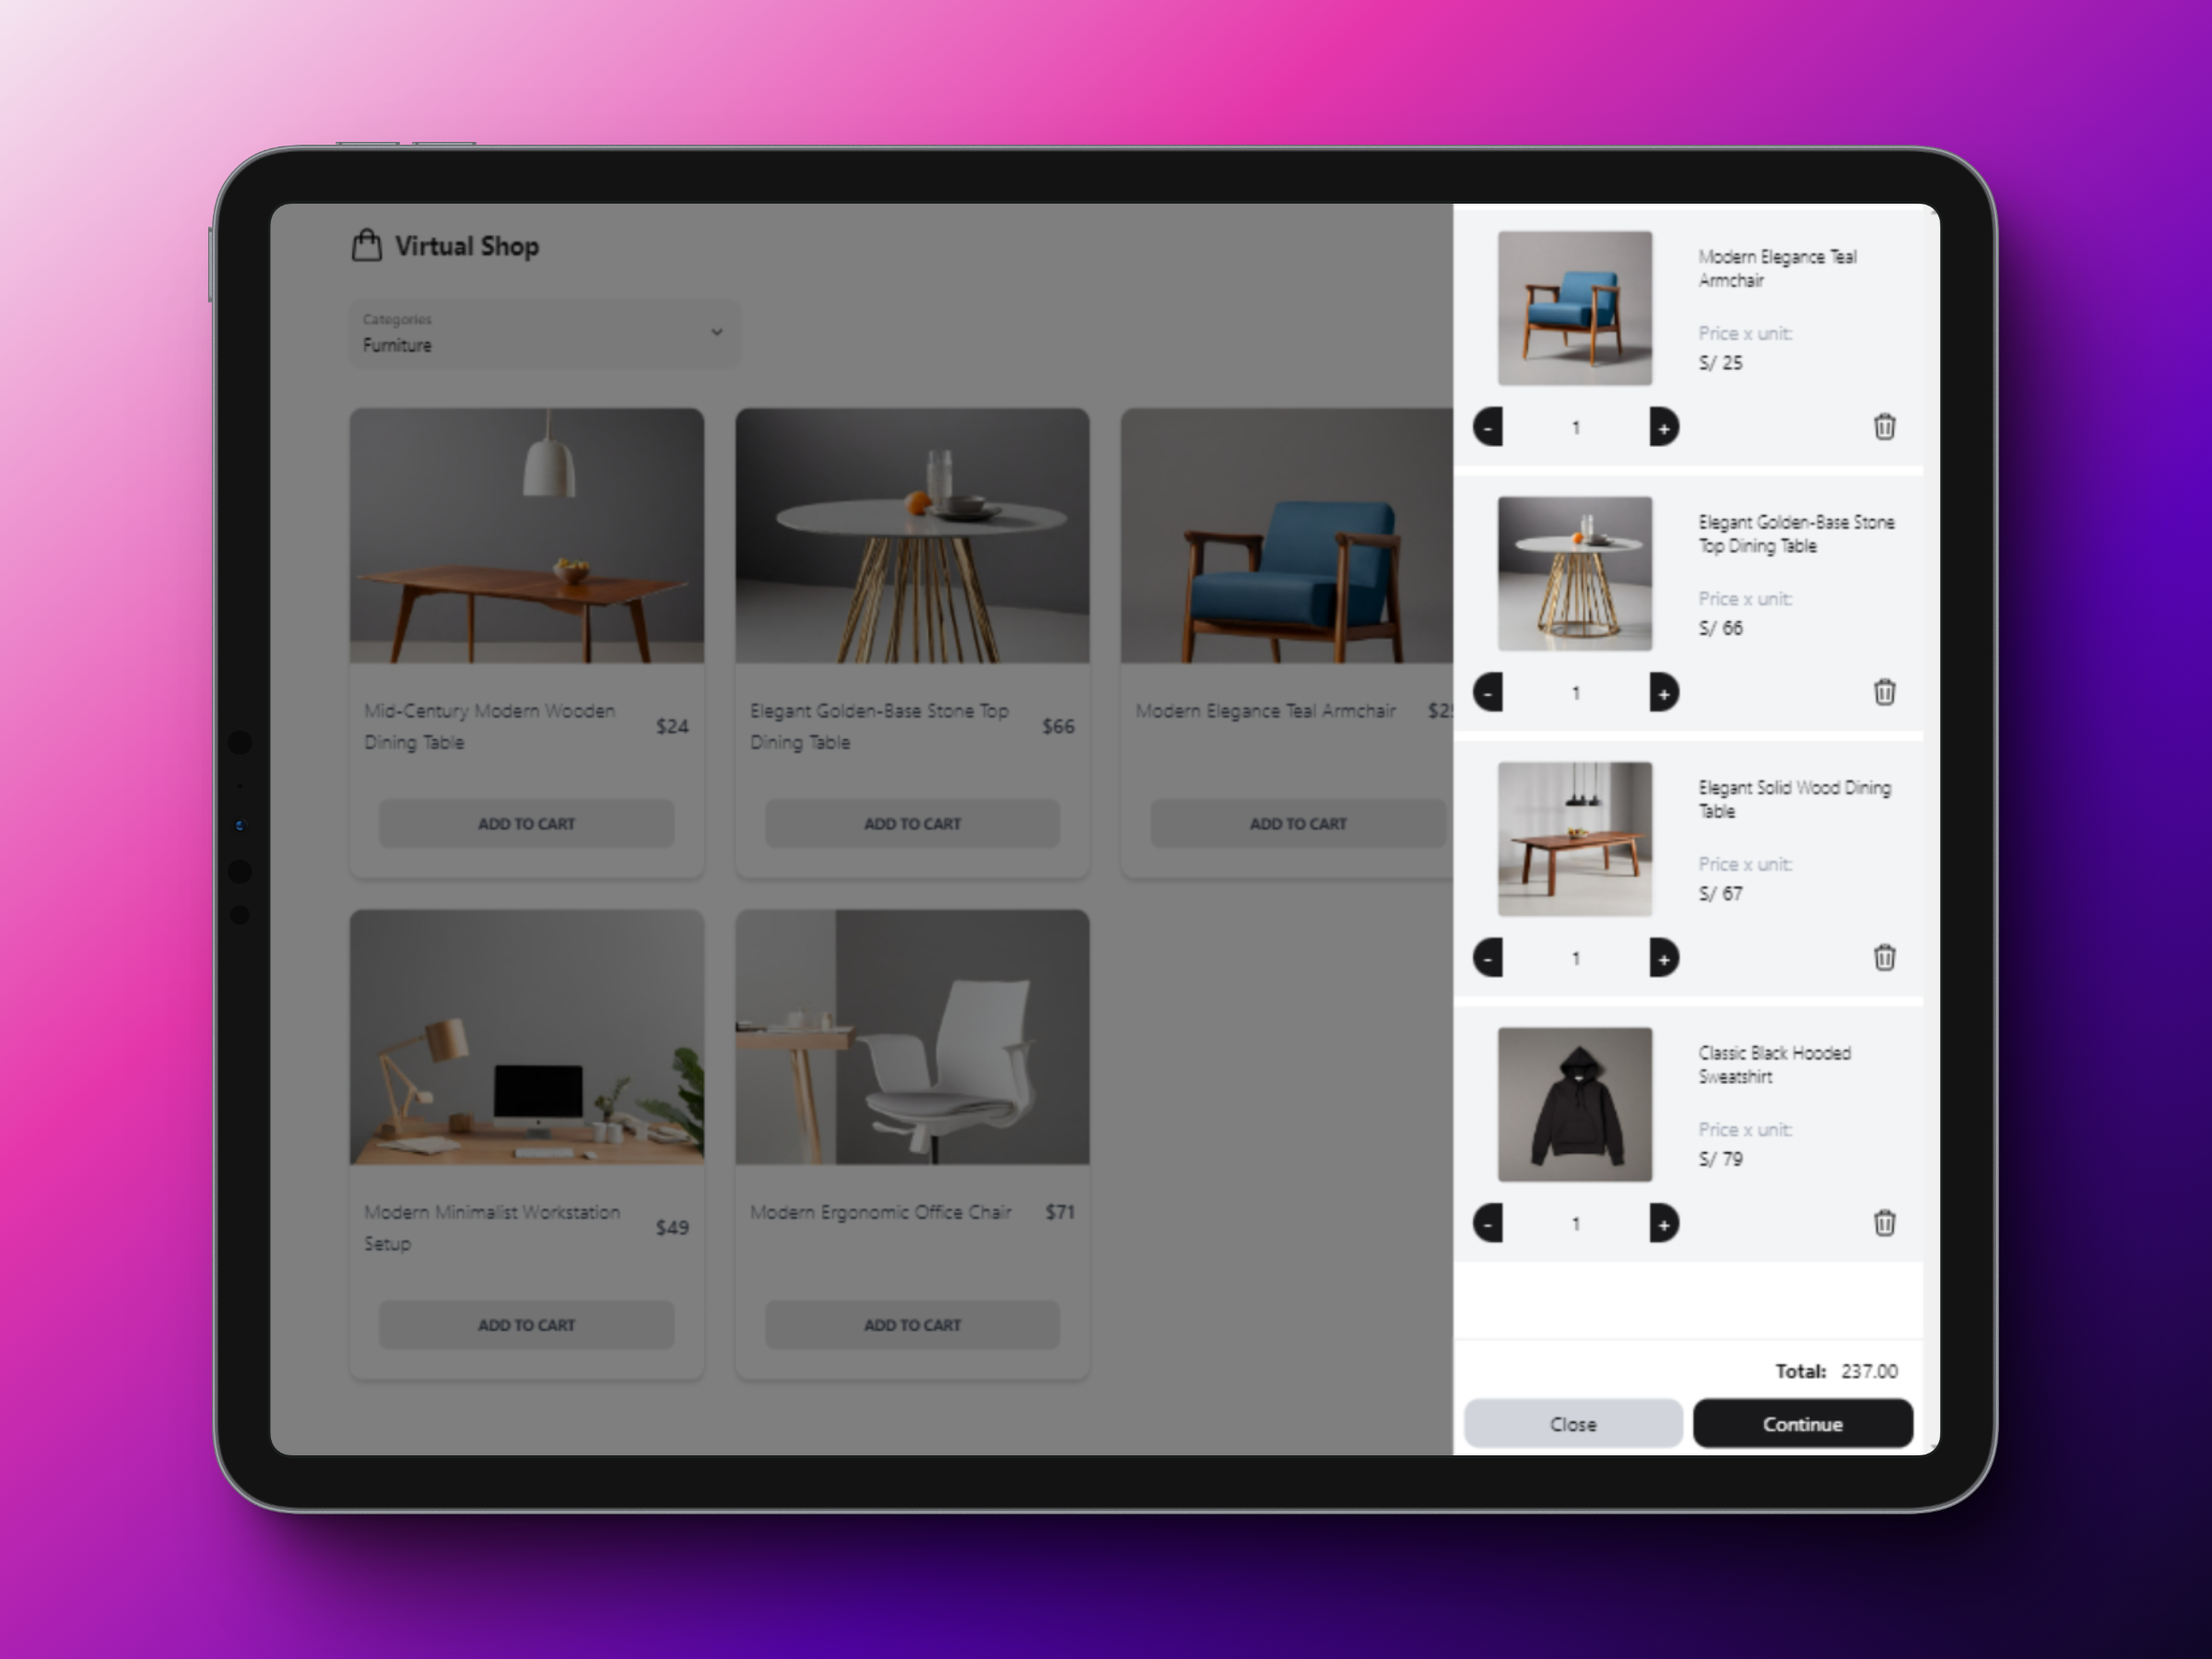 Virtual Shop
Categories
Furniture
Mid-Century Modern Wooden
Dining Table
$24
ADD TO CART
Elegant Golden-Base Stone Top
Dining Table
$66
ADD TO CART
Modern Elegance Teal Armchair
$25
ADD TO CART
Modern Minimalist Workstation
Setup
$49
ADD TO CART
Modern Ergonomic Office Chair
$71
ADD TO CART
Modern Elegance Teal
Armchair
Price x unit:
S/ 25
- 1 +
Elegant Golden-Base Stone
Top Dining Table
Price x unit:
S/ 66
- 1 +
Elegant Solid Wood Dining
Table
Price x unit:
S/ 67
- 1 +
Classic Black Hooded
Sweatshirt
Price x unit:
S/ 79
- 1 +
Total: 237.00
Close
Continue